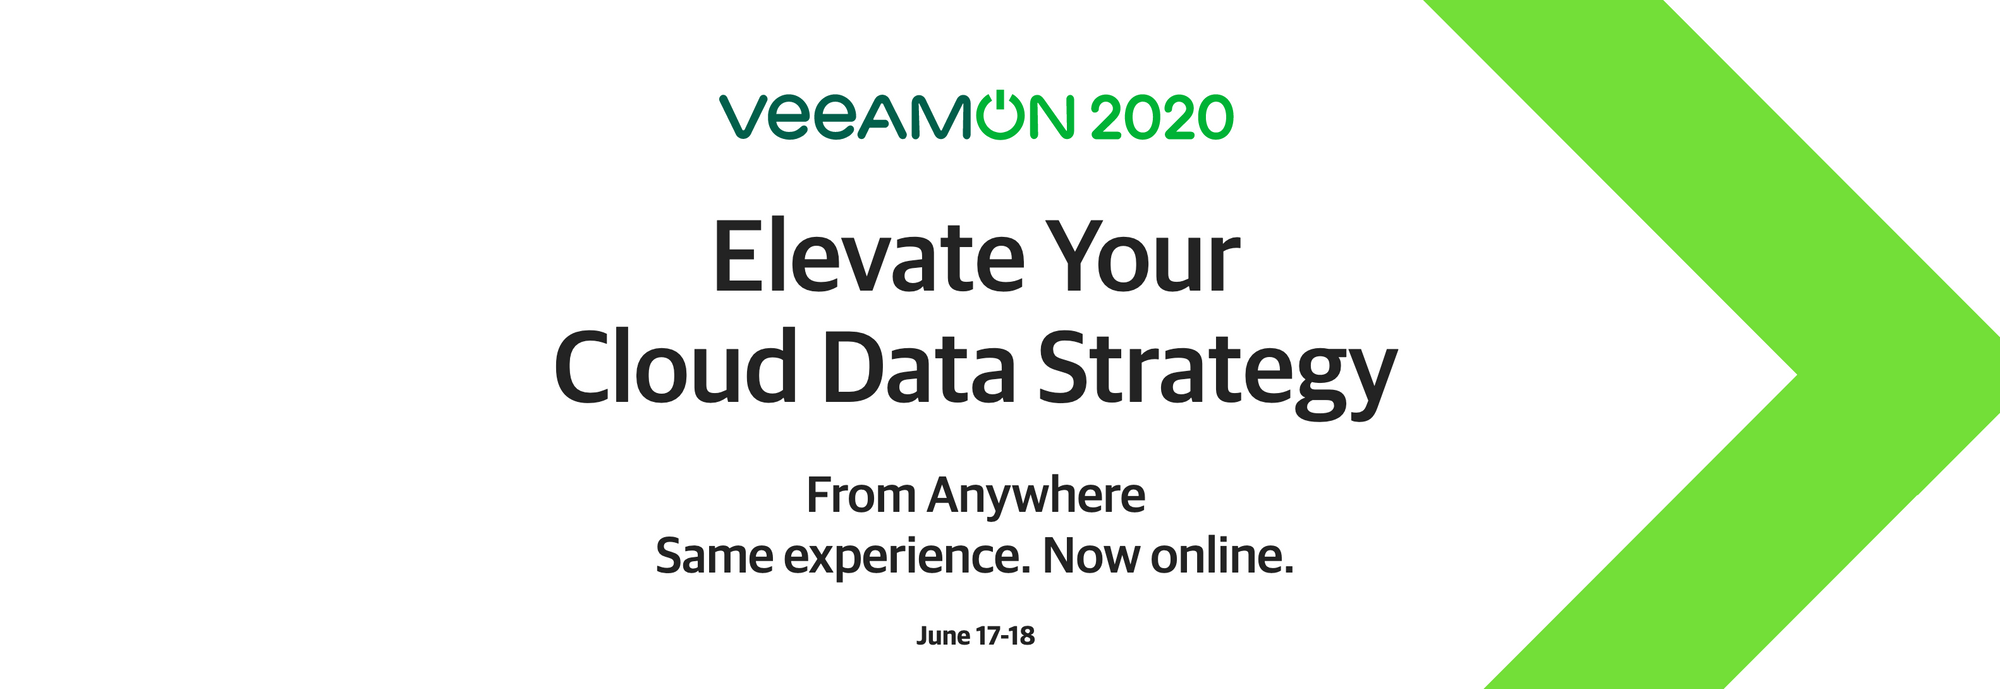 VeeAMON 2020
Elevate Your
Cloud Data Strategy
From Anywhere
Same experience. Now online.
June 17-18